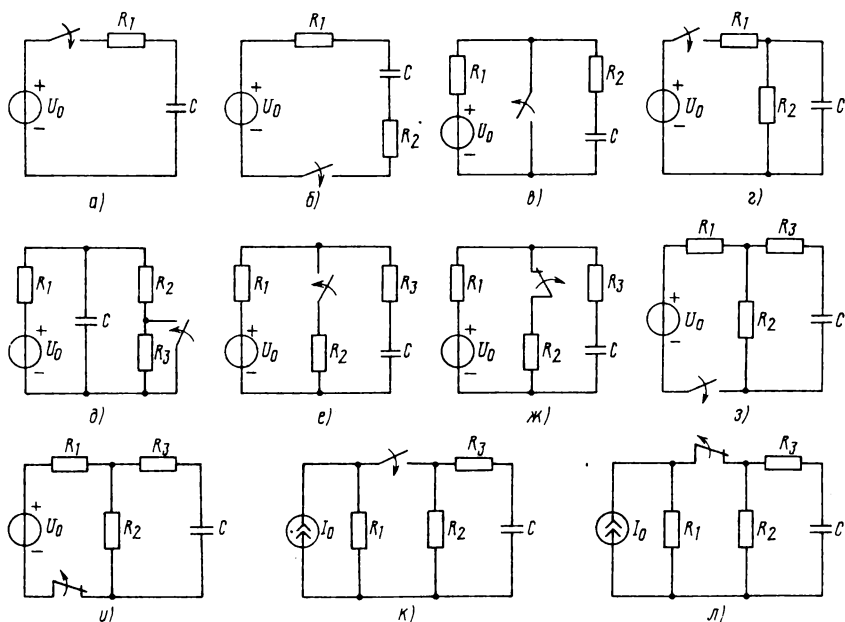 R1
+
U0
−
C
а)
R1
+
U0
−
C
R2
б)
R1
+
U0
−
R2
C
в)
R1
+
U0
−
R2
C
г)
R1
+
U0
−
C
R2
R3
д)
R1
+
U0
−
R2
R3
C
е)
R1
+
U0
−
R2
R3
C
ж)
R1
R3
+
U0
−
R2
C
з)
R1
R3
+
U0
−
R2
C
и)
R3
I0
R1
R2
C
к)
R3
I0
R1
R2
C
л)